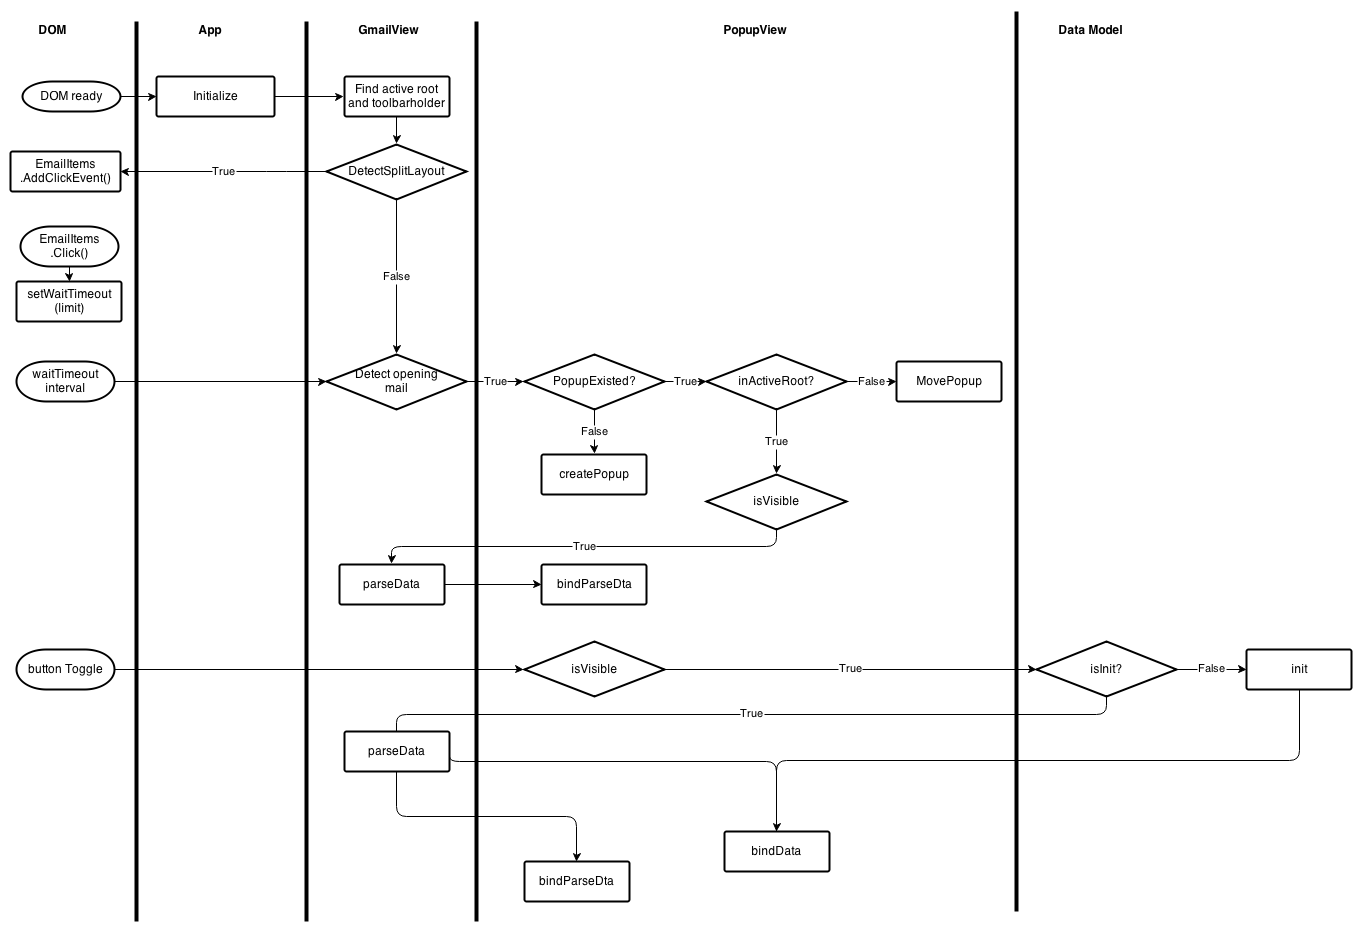 DOM
App
GmailView
PopupView
Data Model
DOM ready
Initialize
Find active root
and toolbarholder
EmailItems
.AddClickEvent()
True
DetectSplitLayout
EmailItems
.Click()
False
setWaitTimeout
(limit)
waitTimeout
interval
Detect opening
mail
True
PopupExisted?
True
inActiveRoot?
False
MovePopup
False
True
createPopup
isVisible
True
parseData
bindParseDta
button Toggle
isVisible
True
isInit?
False
init
True
parseData
bindData
bindParseDta